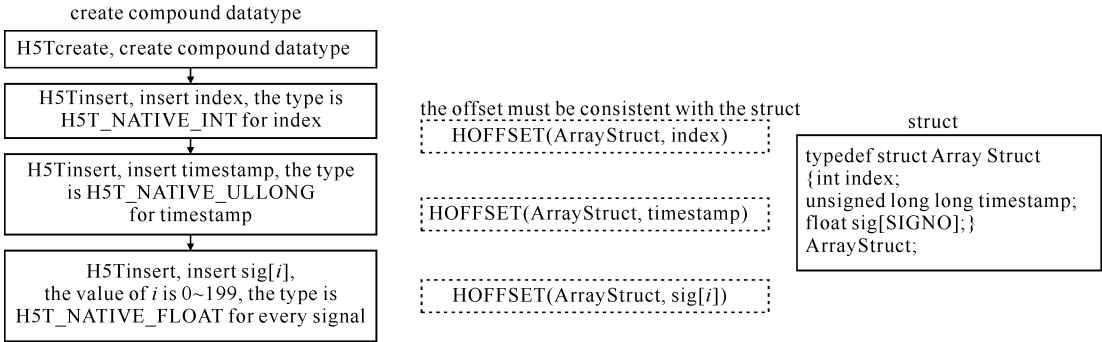 create compound datatype
H5Tcreate, create compound datatype
H5Tinsert, insert index, the type is
H5T_NATIVE_INT for index
H5Tinsert, insert timestamp, the type
is H5T_NATIVE_ULLONG
for timestamp
H5Tinsert, insert sig[i],
the value of i is 0~199, the type is
H5T_NATIVE_FLOAT for every signal
the offset must be consistent with the struct
HOFFSET(ArrayStruct, index)
HOFFSET(ArrayStruct, timestamp)
HOFFSET(ArrayStruct, sig[i])
struct
typedef struct Array Struct
{int index;
unsigned long long timestamp;
float sig[SIGNO];}
ArrayStruct;